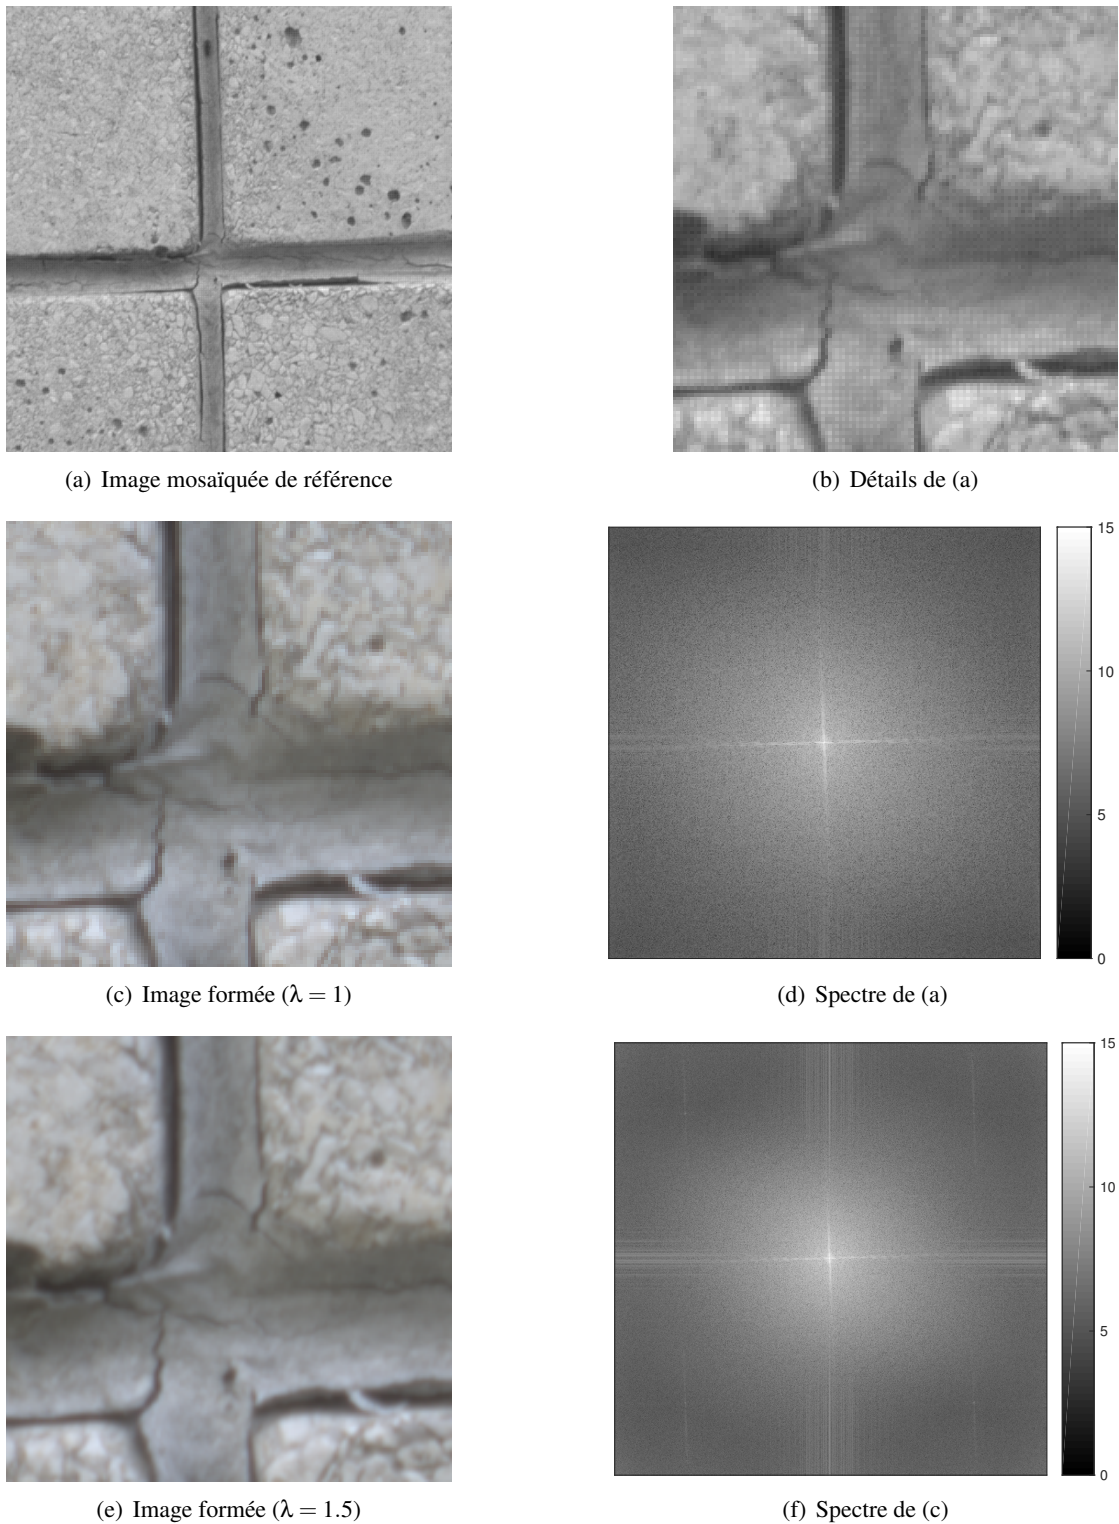 (a) Image mosaïquée de référence
(b) Détails de (a)
15
10
5
0
(c) Image formée (λ = 1)
(d) Spectre de (a)
15
10
5
0
(e) Image formée (λ = 1.5)
(f) Spectre de (c)